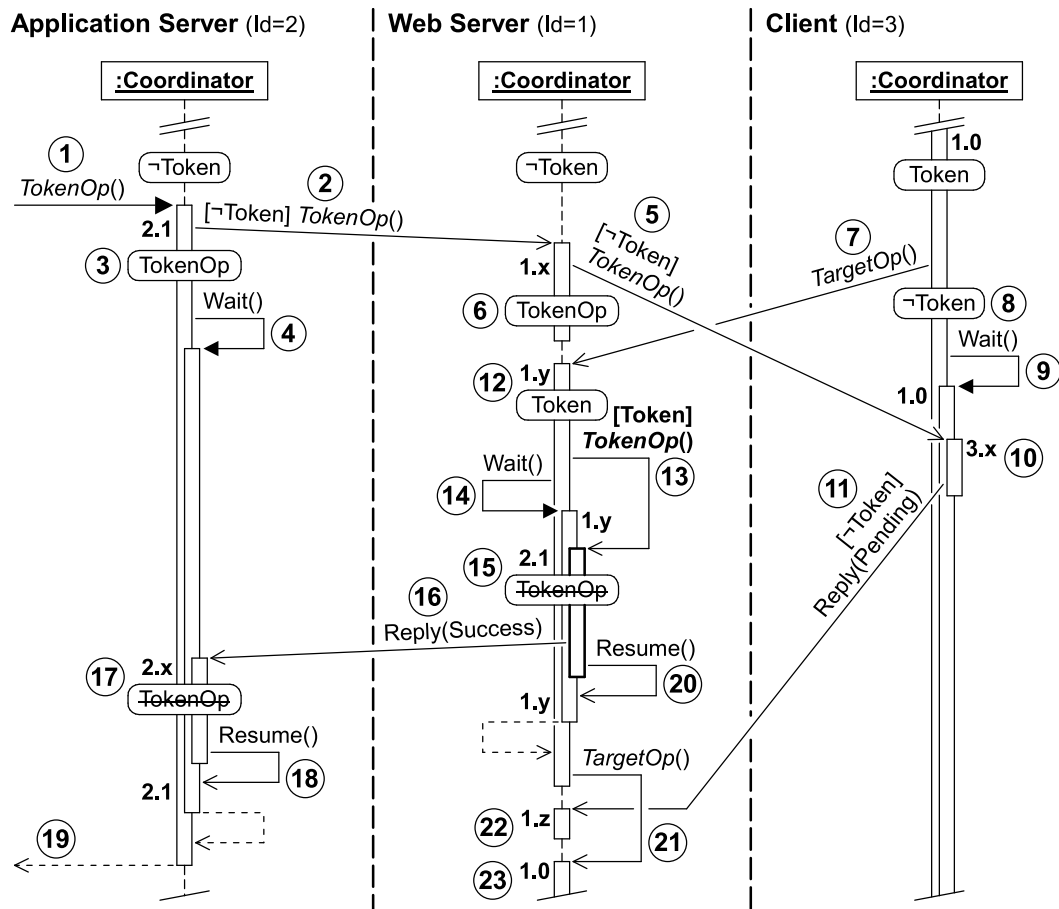 Application Server (Id=2)
Web Server (Id=1)
Client (Id=3)
:Coordinator
:Coordinator
:Coordinator
1
TokenOp()
¬Token
2
[¬Token] TokenOp()
2.1
3
TokenOp
Wait()
4
¬Token
5
[¬Token]
TokenOp()
1.x
6
TokenOp
1.0
Token
7
TargetOp()
¬Token
8
Wait()
9
1.0
3.x
10
12
1.y
Token
[Token]
TokenOp()
13
Wait()
14
1.y
11
[¬Token]
Reply(Pending)
15
2.1
TokenOp
16
Reply(Success)
17
2.x
TokenOp
Resume()
20
1.y
Resume()
18
2.1
TargetOp()
19
22
1.z
21
23
1.0